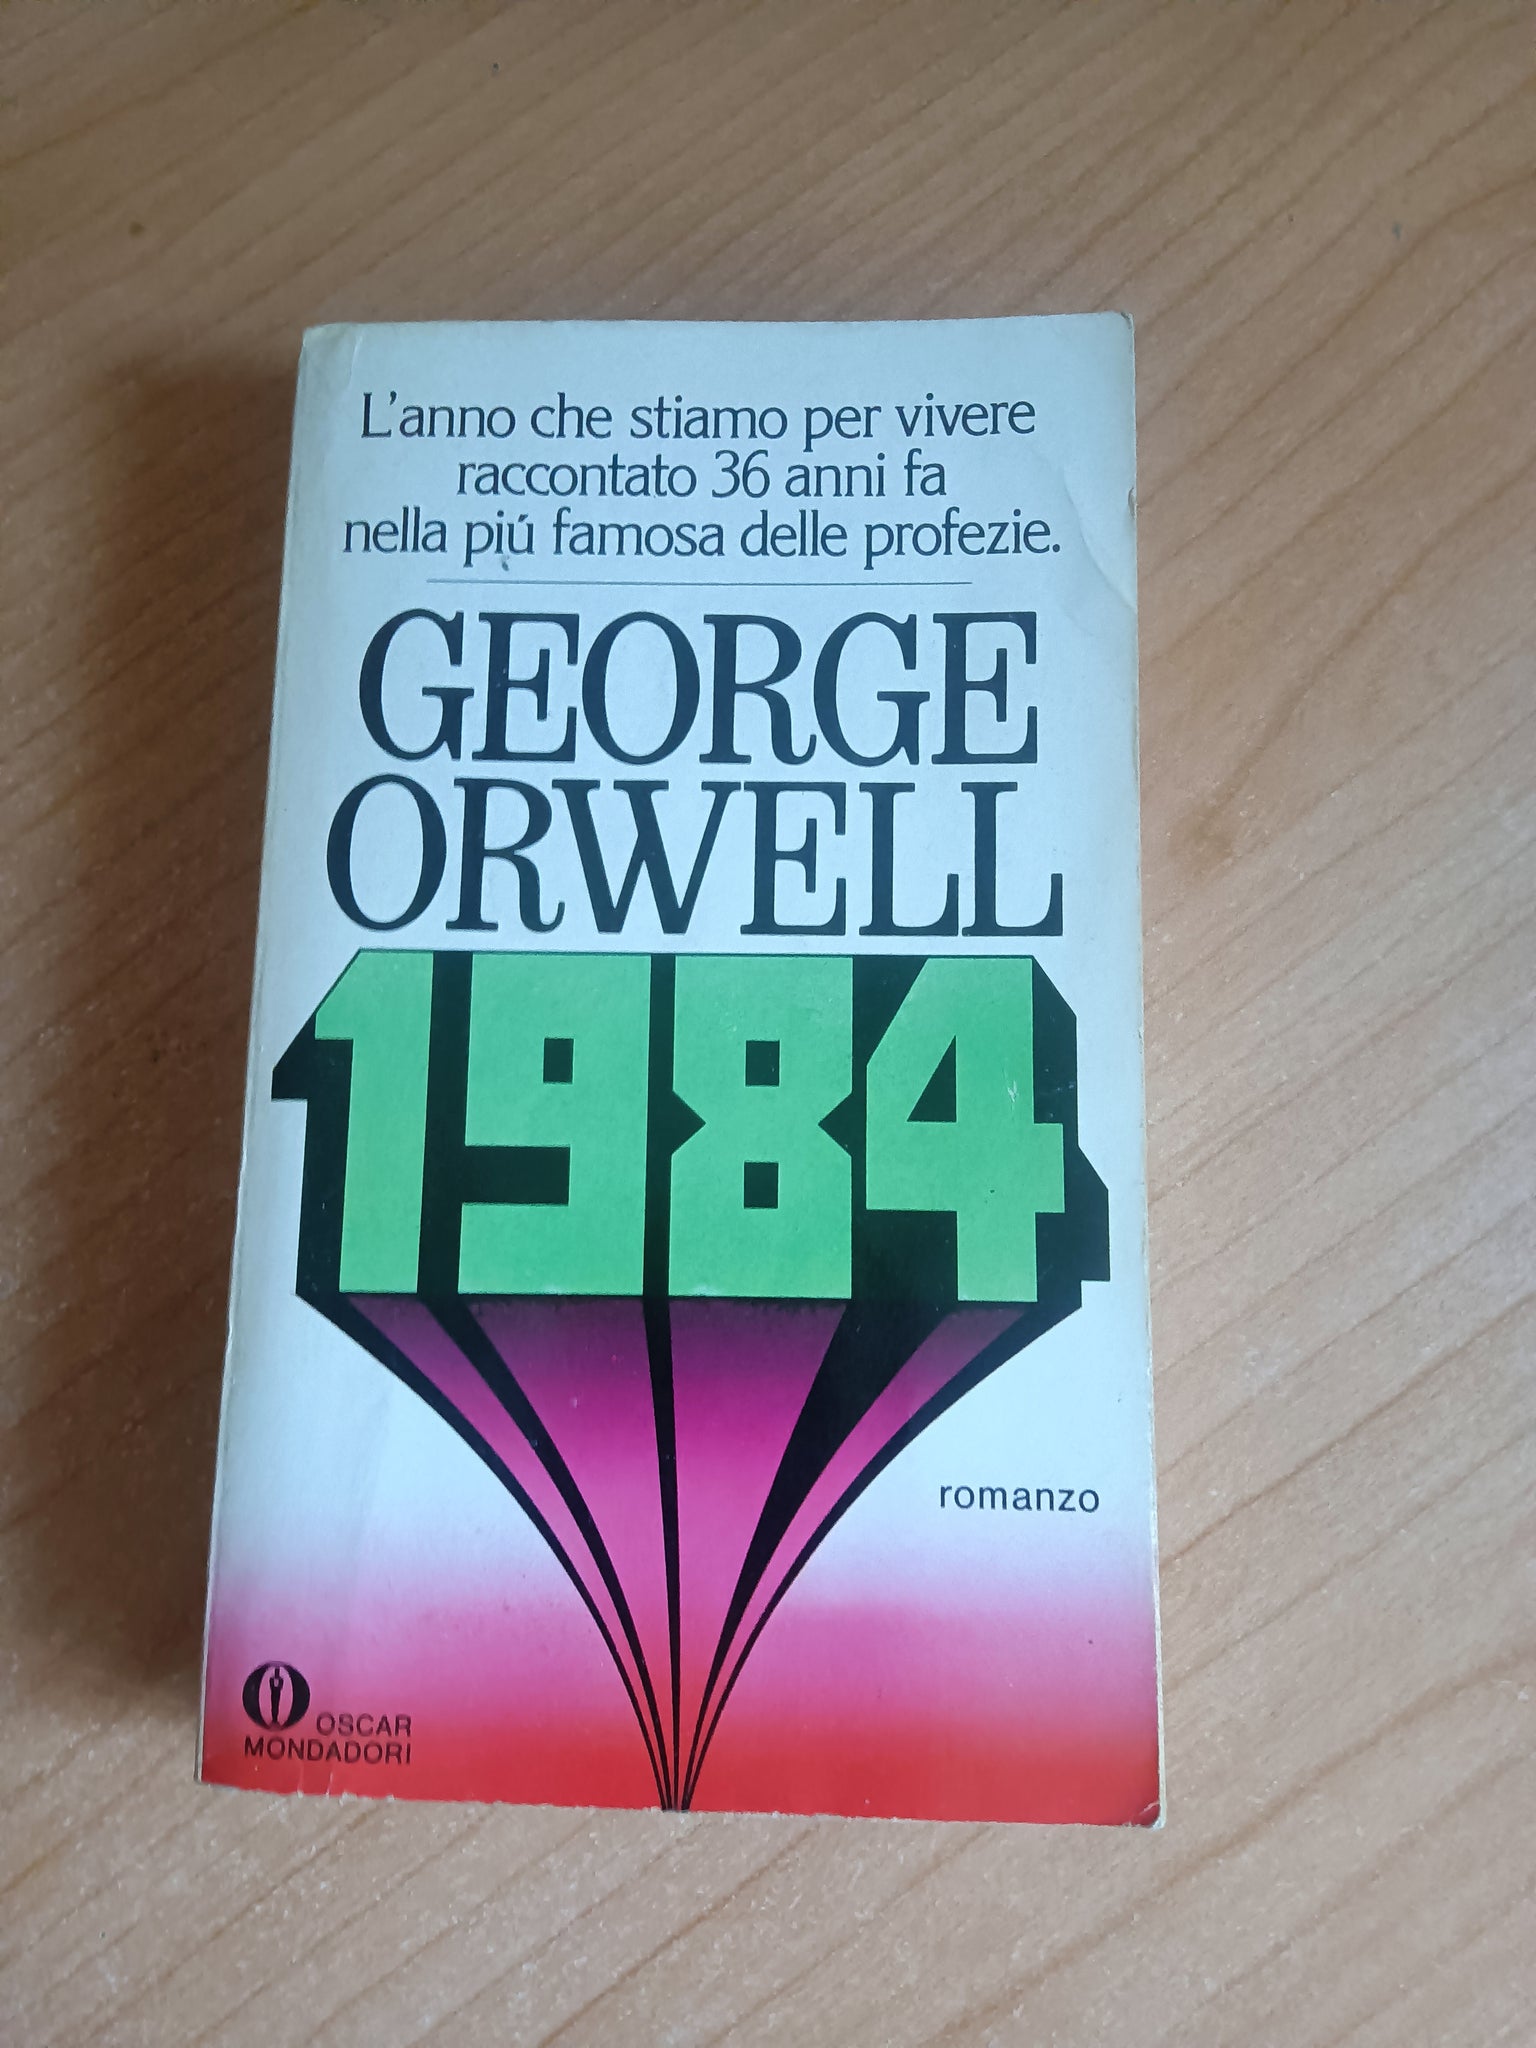 L'anno che stiamo per vivere
raccontato 36 anni fa
nella piú famosa delle profezie.
GEORGE
ORWELL
1984
romanzo
OSCAR
MONDADORI